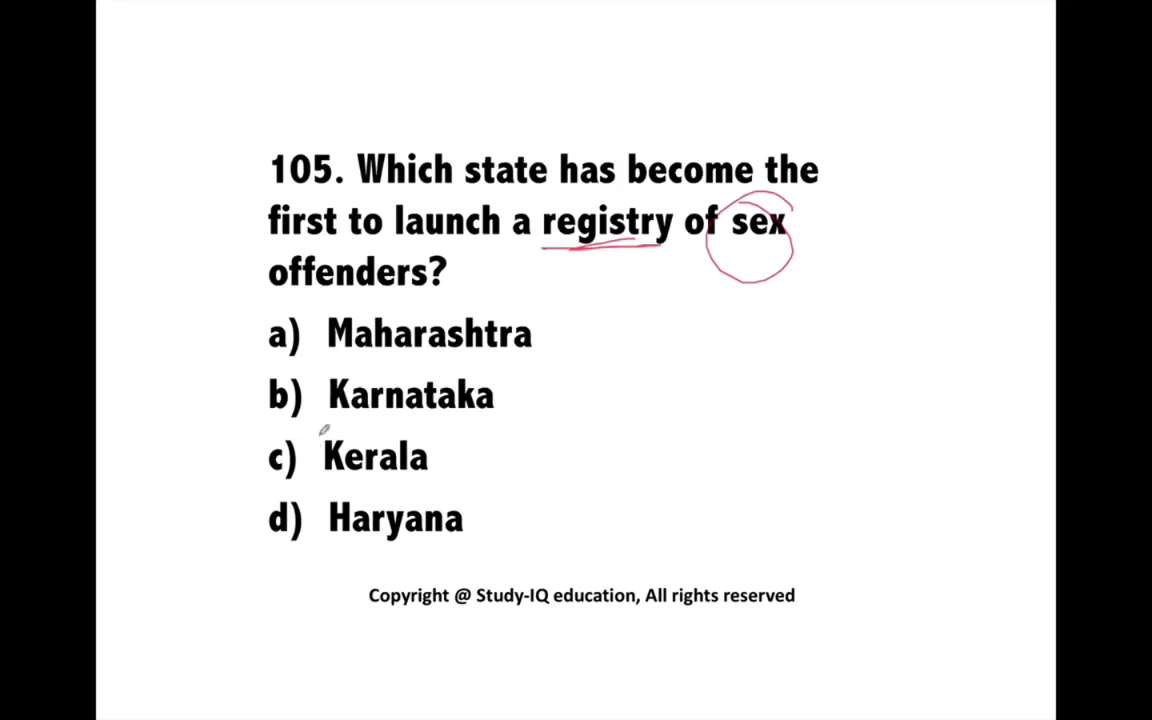 105. Which state has become the
first to launch a registry of sex
offenders?
a) Maharashtra
b) Karnataka
c) Kerala
d) Haryana
Copyright @ Study-IQ education, All rights reserved